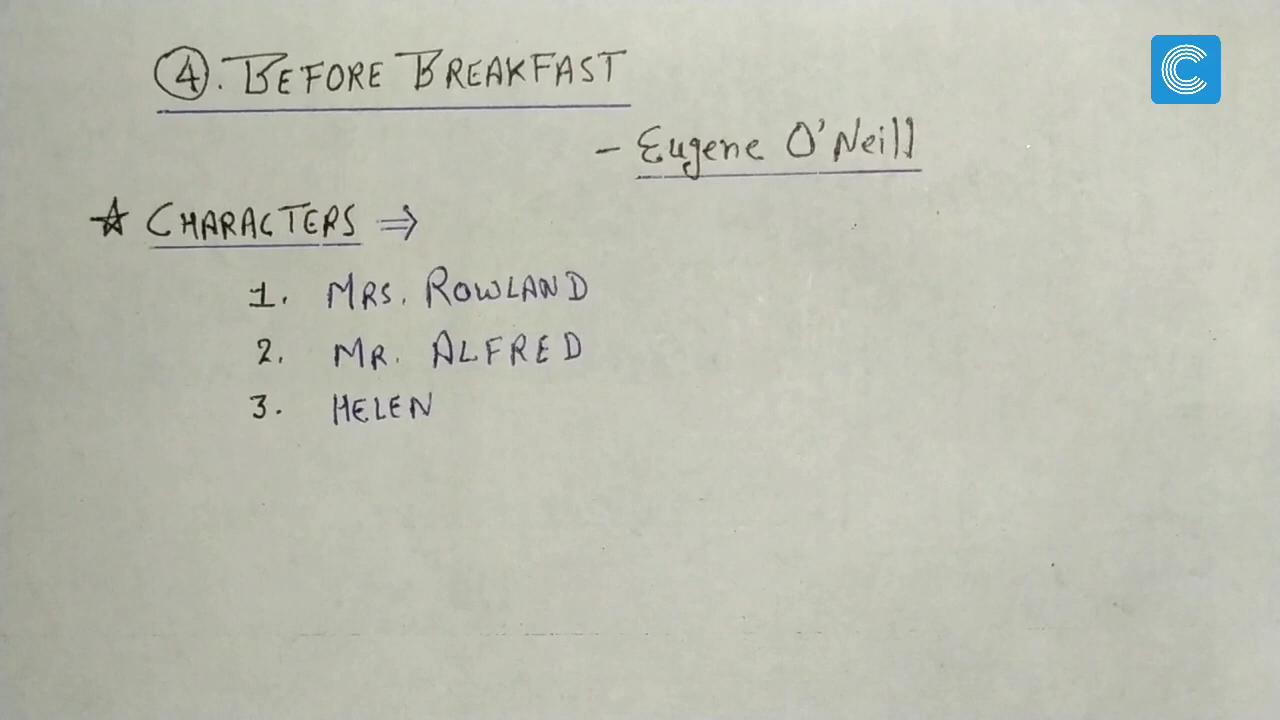 ④. BEFORE BREAKFAST
- Eugene O'Neill
☆ CHARACTERS ⇒
1. MRS. ROWLAND
2. MR. ALFRED
3. HELEN